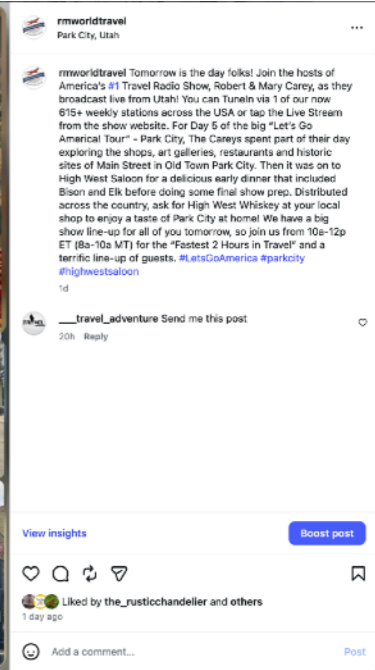 rmworldtravel
Park City, Utah
rmworldtravel Tomorrow is the day folks! Join the hosts of
America's #1 Travel Radio Show, Robert & Mary Carey, as they
broadcast live from Utah! You can TuneIn via 1 of our now
615+ weekly stations across the USA or tap the Live Stream
from the show website. For Day 5 of the big "Let's Go
America! Tour" - Park City, The Careys spent part of their day
exploring the shops, art galleries, restaurants and historic
sites of Main Street in Old Town Park City. Then it was on to
High West Saloon for a delicious early dinner that included
Bison and Elk before doing some final show prep. Distributed
across the country, ask for High West Whiskey at your local
shop to enjoy a taste of Park City at home! We have a big
show line-up for all of you tomorrow, so join us from 10a-12p
ET (8a-10a MT) for the "Fastest 2 Hours in Travel" and a
terrific line-up of guests. #LetsGoAmerica #parkcity
#highwestsaloon
1d
___travel_adventure Send me this post
20h Reply
View insights
Boost post
Liked by the_rusticchandelier and others
1 day ago
Add a comment...
Post